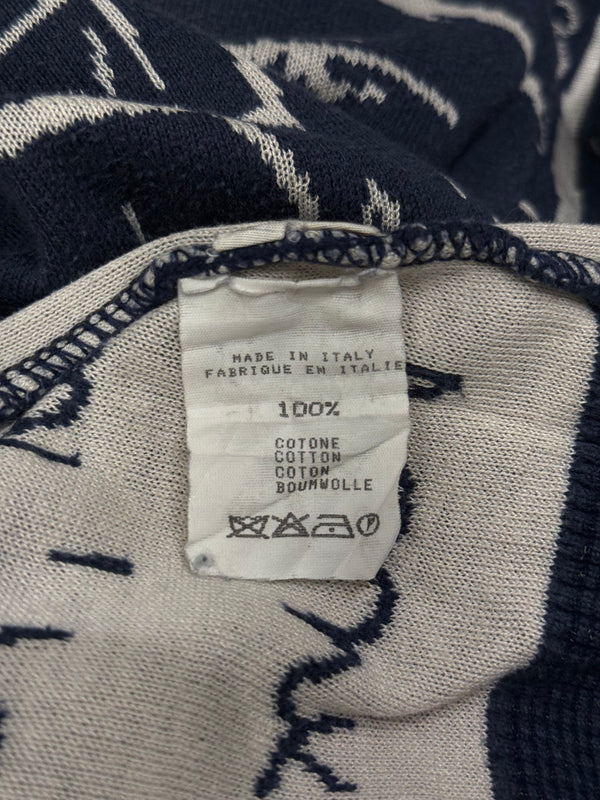 MADE IN ITALY
FABRIQUE EN ITALIE
100%
COTONE
COTTON
COTON
BOUMWOLLE
P